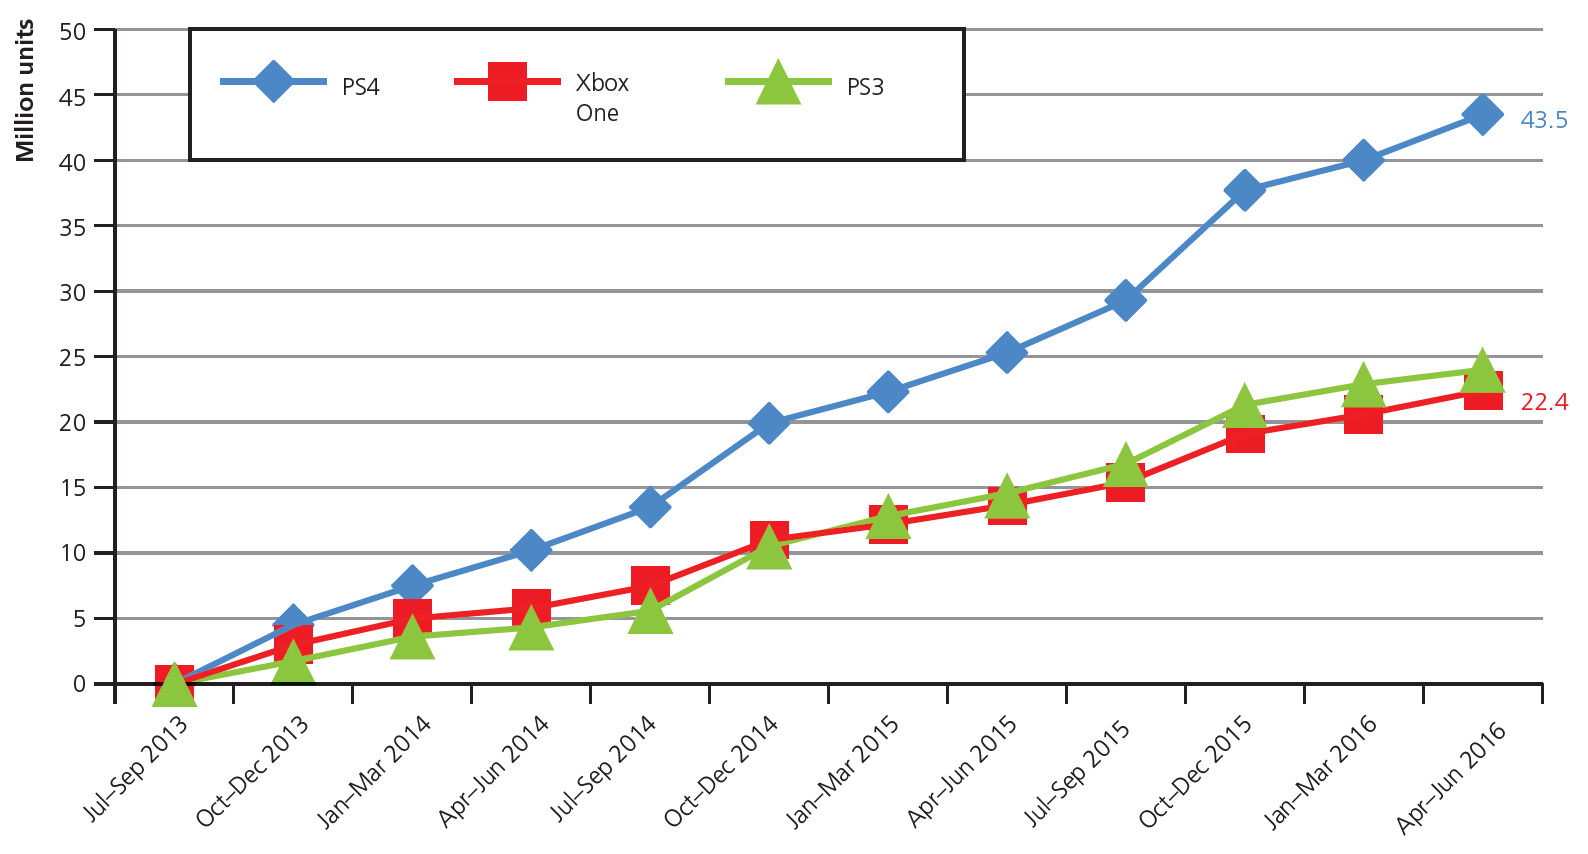 Million units
50
45
40
35
30
25
20
15
10
5
0
PS4
Xbox
One
PS3
43.5
22.4
Jul–Sep 2013
Oct–Dec 2013
Jan–Mar 2014
Apr–Jun 2014
Jul–Sep 2014
Oct–Dec 2014
Jan–Mar 2015
Apr–Jun 2015
Jul–Sep 2015
Oct–Dec 2015
Jan–Mar 2016
Apr–Jun 2016